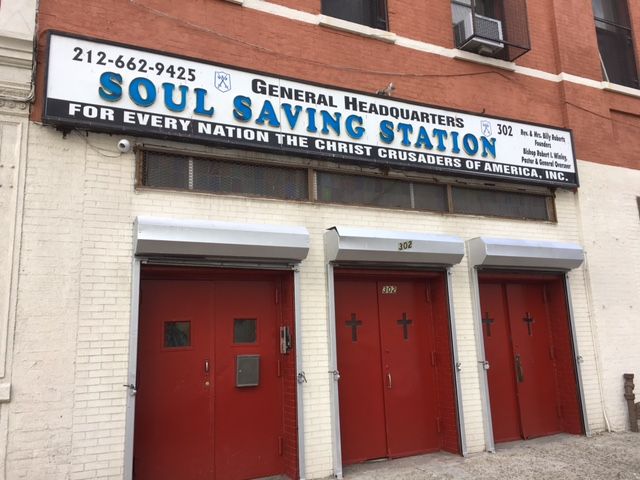 212-662-9425
GENERAL HEADQUARTERS
302
SOUL SAVING STATION
FOR EVERY NATION THE CHRIST CRUSADERS OF AMERICA, INC.
Rev. & Mrs. Billy Roberts
Founders
Bishop Robert L.
Pastor & General Overseer
302
302